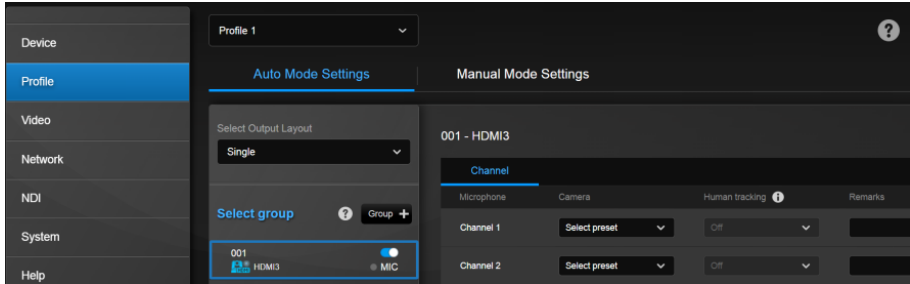 Device
Profile
Video
Network
NDI
System
Help
Profile 1
?
Auto Mode Settings
Manual Mode Settings
Select Output Layout
Single
Select group ? Group +
001
HDMI3 MIC
001 - HDMI3
Channel
Microphone Camera Human tracking i Remarks
Channel 1 Select preset Off
Channel 2 Select preset Off